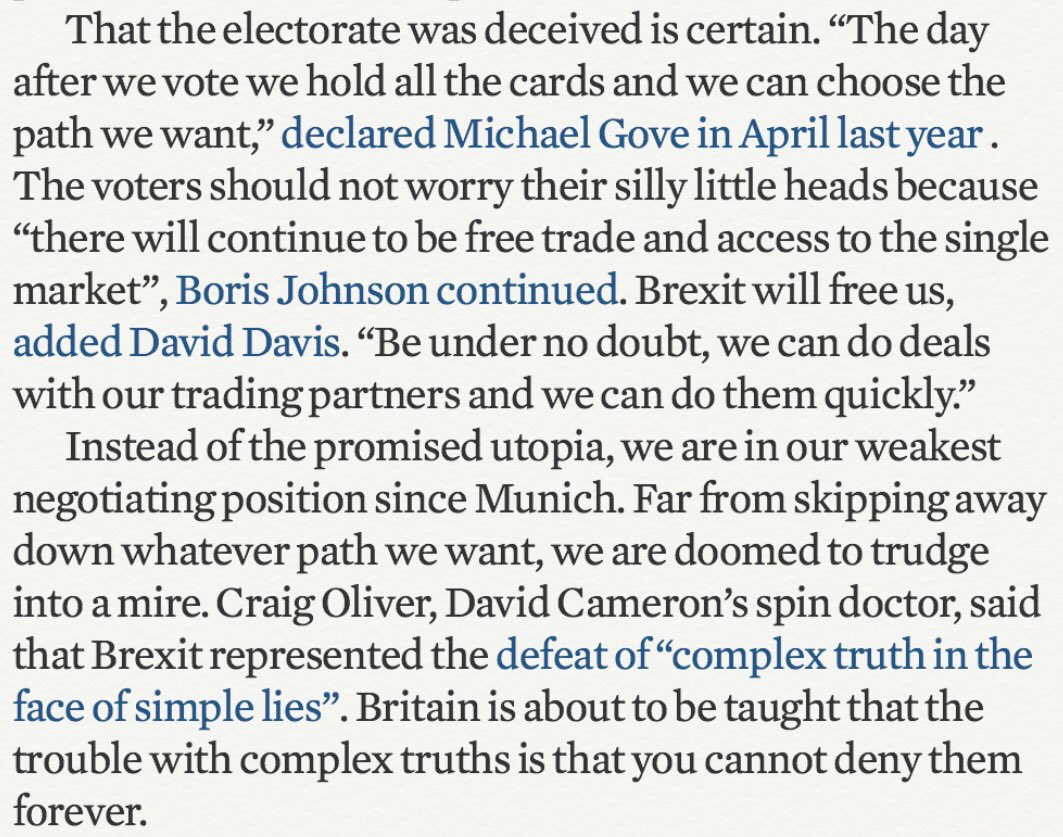 That the electorate was deceived is certain. “The day
after we vote we hold all the cards and we can choose the
path we want,” declared Michael Gove in April last year .
The voters should not worry their silly little heads because
“there will continue to be free trade and access to the single
market”, Boris Johnson continued. Brexit will free us,
added David Davis. “Be under no doubt, we can do deals
with our trading partners and we can do them quickly.”
Instead of the promised utopia, we are in our weakest
negotiating position since Munich. Far from skipping away
down whatever path we want, we are doomed to trudge
into a mire. Craig Oliver, David Cameron’s spin doctor, said
that Brexit represented the defeat of “complex truth in the
face of simple lies”. Britain is about to be taught that the
trouble with complex truths is that you cannot deny them
forever.